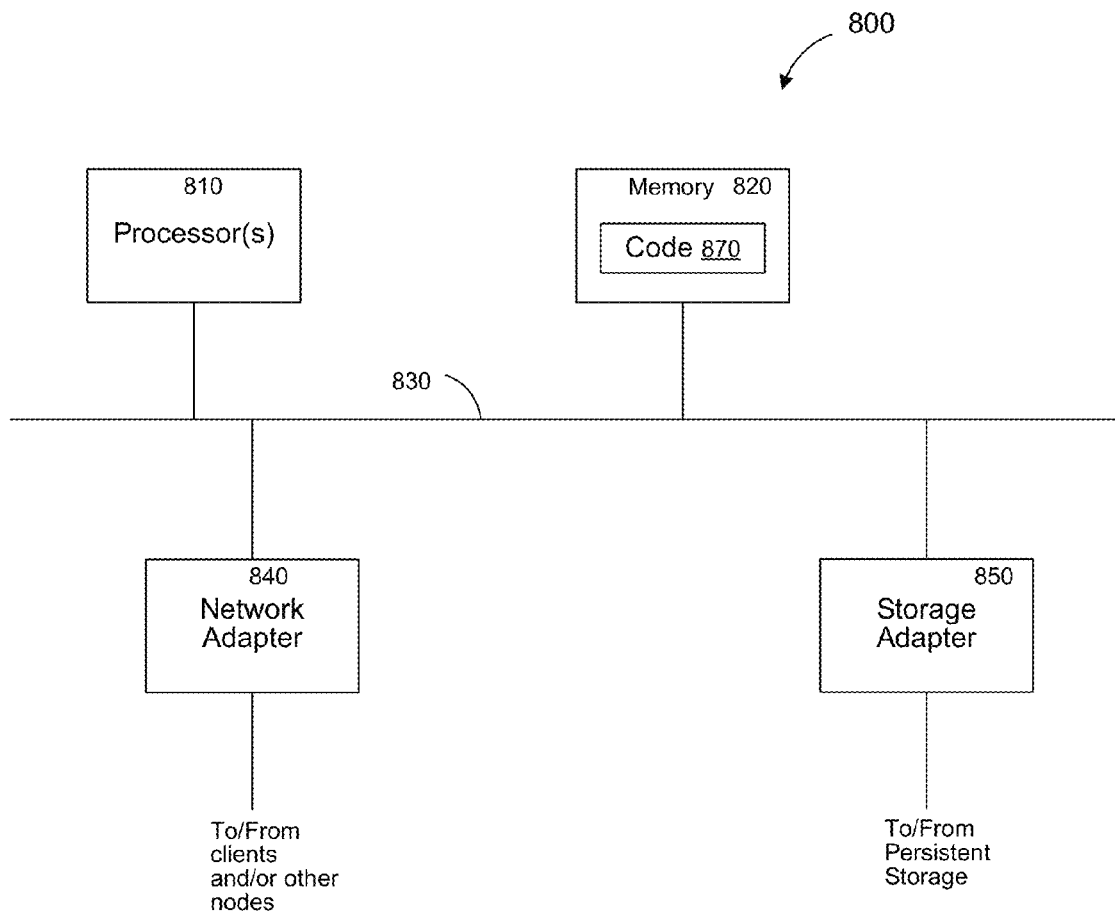 800
810
Processor(s)
Memory 820
Code 870
830
840
Network
Adapter
850
Storage
Adapter
To/From
clients
and/or other
nodes
To/From
Persistent
Storage